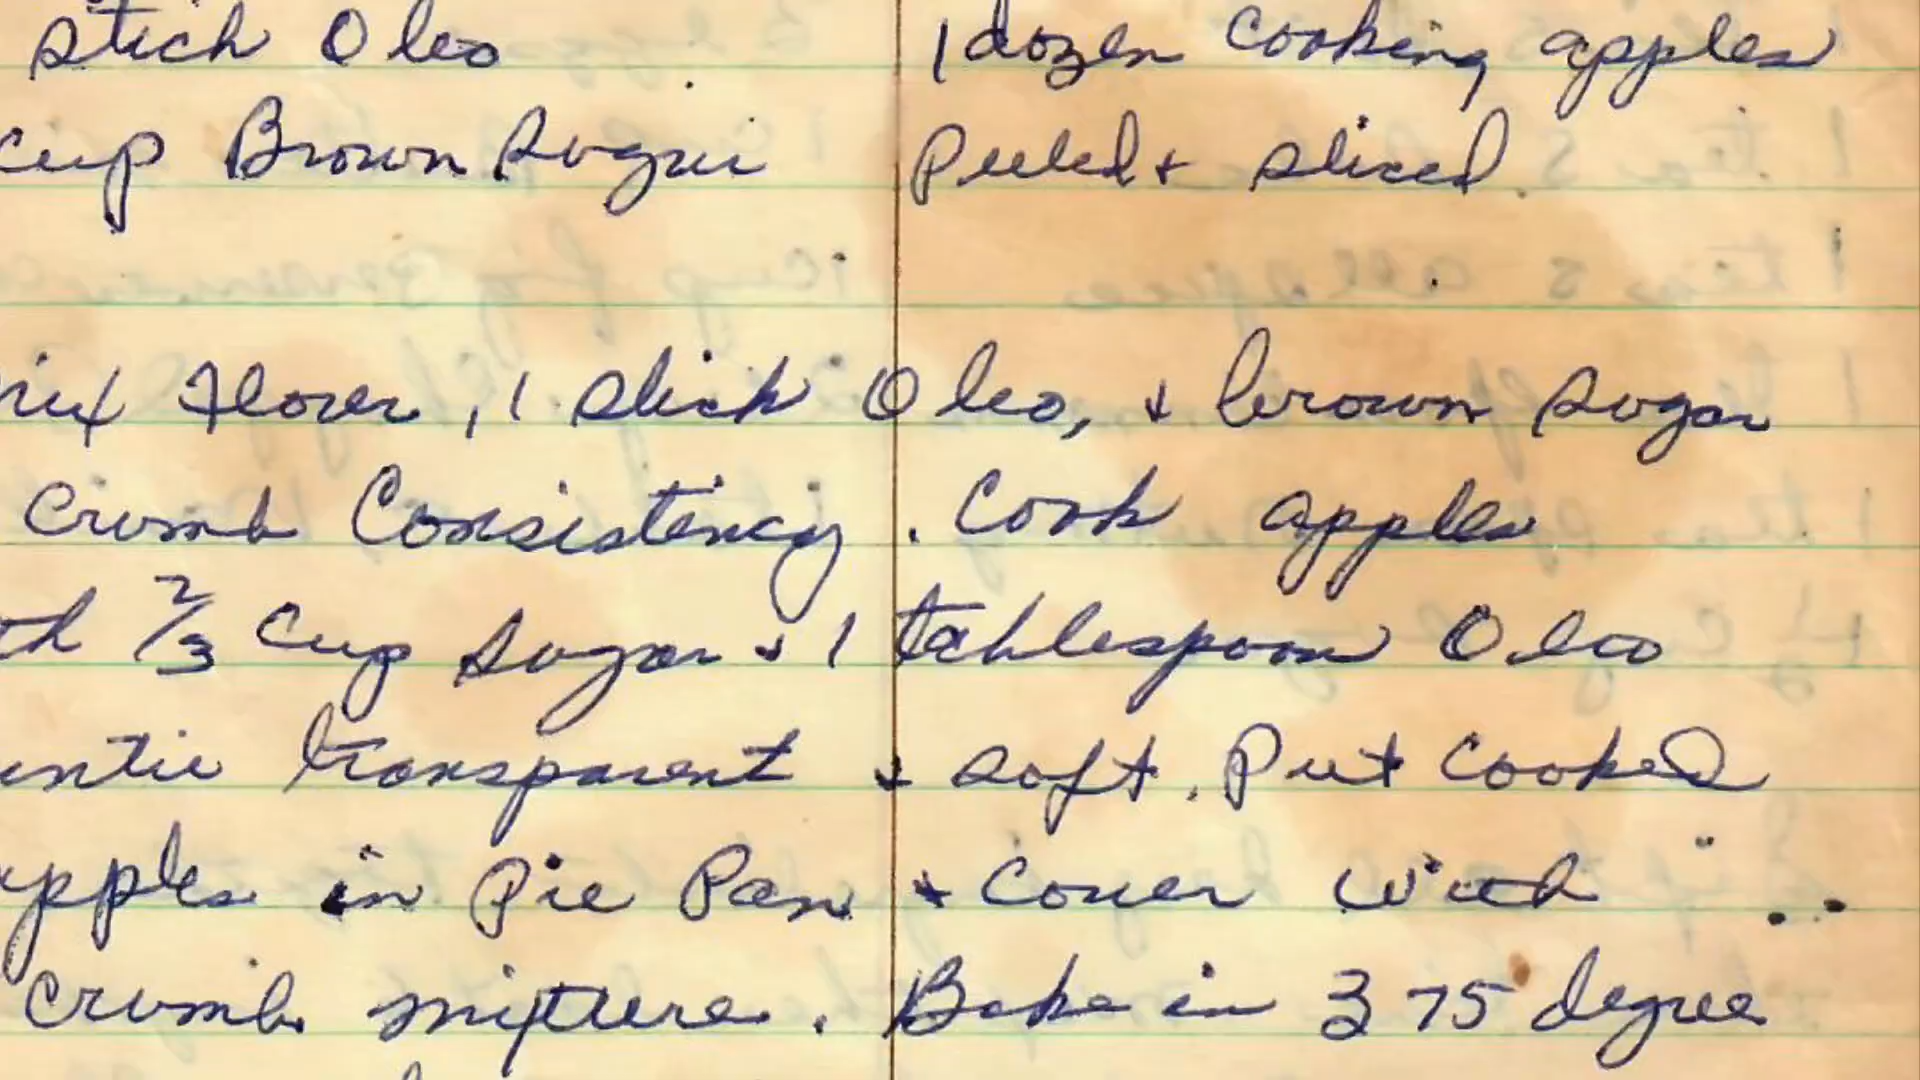 stick Oleo 1 dozen cooking apples
cup Brown Sugar Peeled + sliced
Flour, 1 stick Oleo, + brown sugar
crumb Consistency. Cook apples
2/3 cup sugar + 1 tablespoon Oleo
transparent + soft. Put cooked
apples in Pie Pan + cover with
crumb mixture. Bake in 375 degree